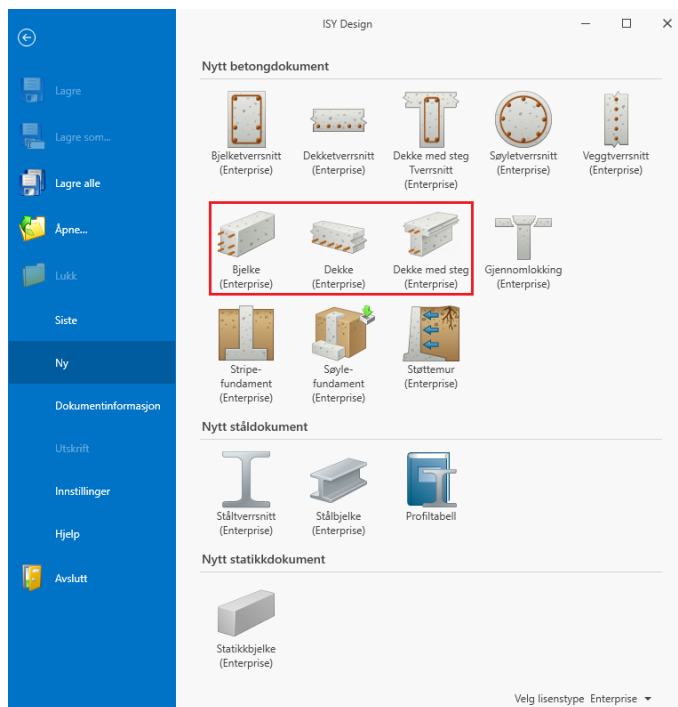 ISY Design
Lagre
Lagre som...
Lagre alle
Åpne...
Lukk
Siste
Ny
Dokumentinformasjon
Utskrift
Innstillinger
Hjelp
Avslutt
Nytt betongdokument
Bjelketverrsnitt
(Enterprise)
Dekketverrsnitt
(Enterprise)
Dekke med steg
Tverrsnitt
(Enterprise)
Søyletverrsnitt
(Enterprise)
Veggtverrsnitt
(Enterprise)
Bjelke
(Enterprise)
Dekke
(Enterprise)
Dekke med steg
(Enterprise)
Gjennomlokking
(Enterprise)
Stripe-
fundament
(Enterprise)
Søyle-
fundament
(Enterprise)
Støttemur
(Enterprise)
Nytt ståldokument
Ståltverrsnitt
(Enterprise)
Stålbjelke
(Enterprise)
Profiltabell
Nytt statikkdokument
Statikkbjelke
(Enterprise)
Velg lisenstype Enterprise